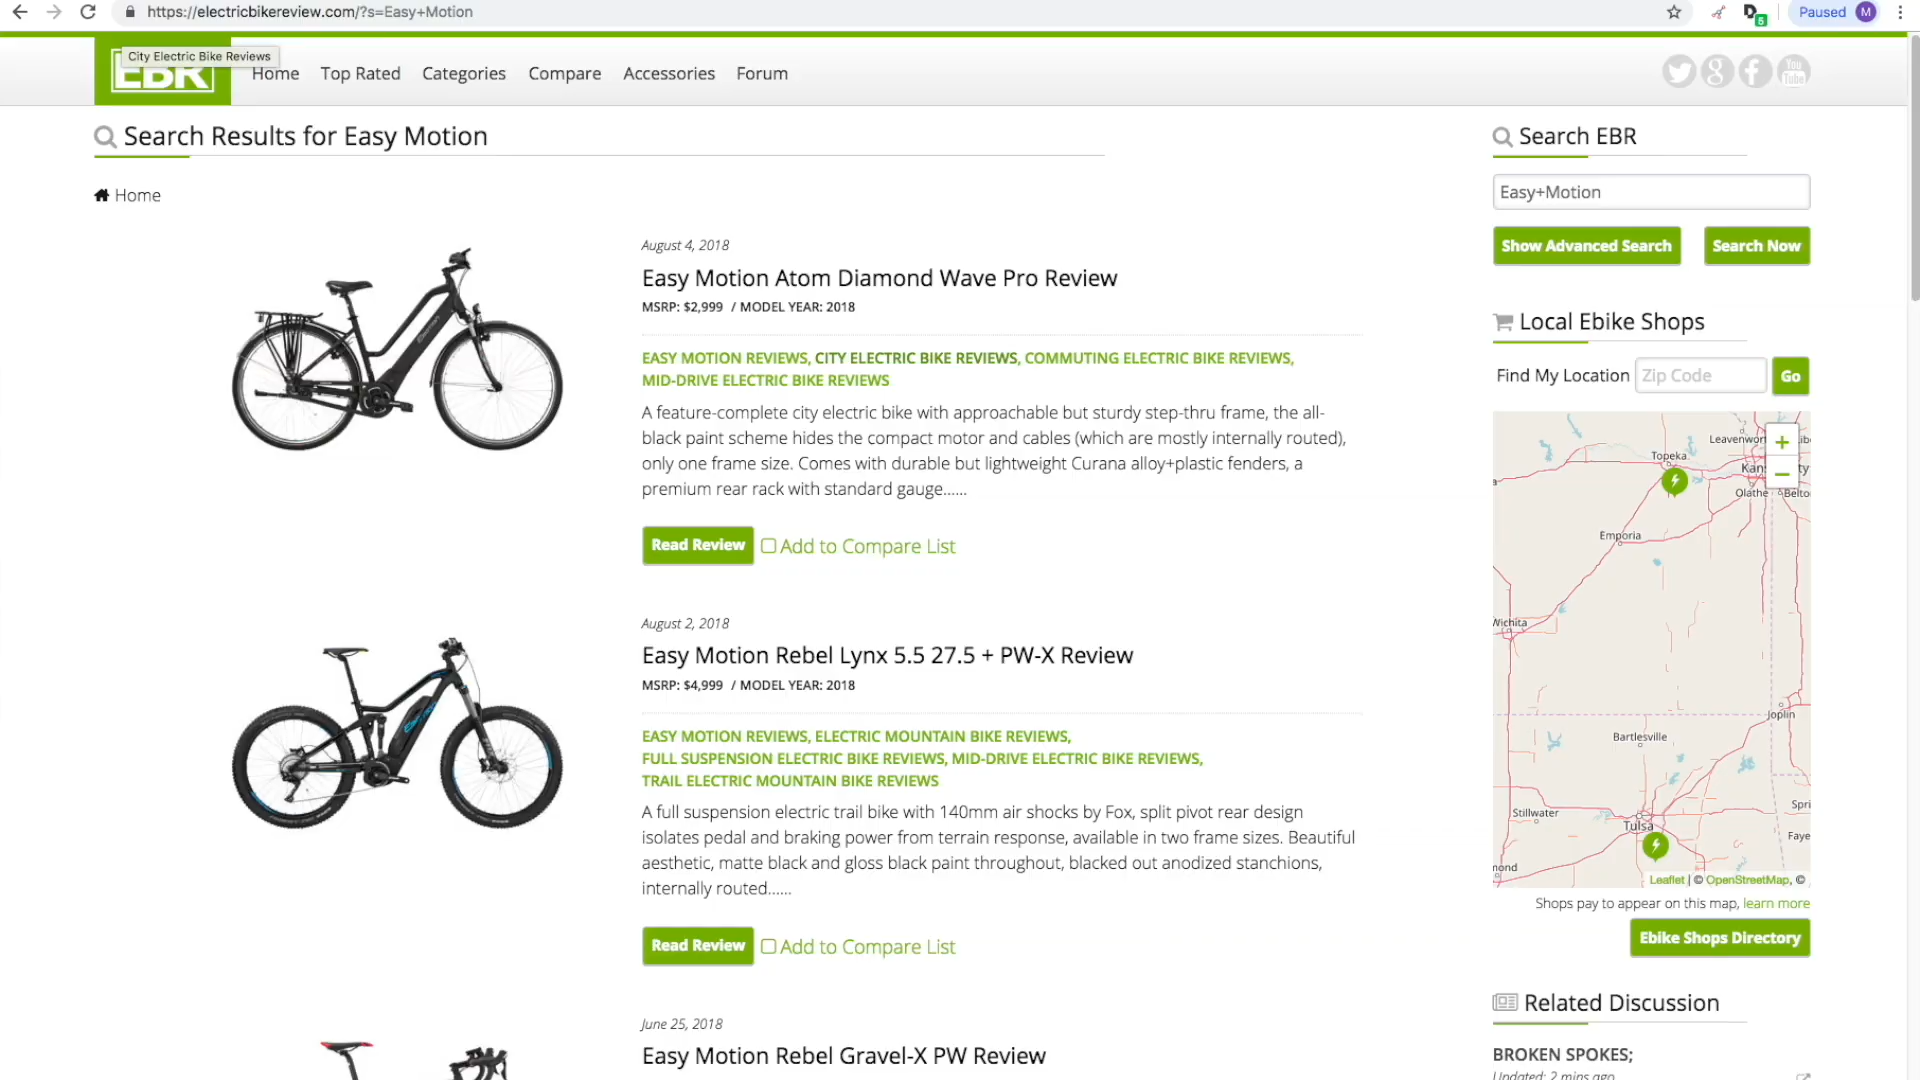 https://electricbikereview.com/?s=Easy+Motion
5
Paused
M
City Electric Bike Reviews
EBR
Home
Top Rated
Categories
Compare
Accessories
Forum
You
Tube
Search Results for Easy Motion
Home
August 4, 2018
Easy Motion Atom Diamond Wave Pro Review
MSRP: $2,999 / MODEL YEAR: 2018
EASY MOTION REVIEWS, CITY ELECTRIC BIKE REVIEWS, COMMUTING ELECTRIC BIKE REVIEWS,
MID-DRIVE ELECTRIC BIKE REVIEWS
A feature-complete city electric bike with approachable but sturdy step-thru frame, the all-
black paint scheme hides the compact motor and cables (which are mostly internally routed),
only one frame size. Comes with durable but lightweight Curana alloy+plastic fenders, a
premium rear rack with standard gauge......
Read Review
Add to Compare List
August 2, 2018
Easy Motion Rebel Lynx 5.5 27.5 + PW-X Review
MSRP: $4,999 / MODEL YEAR: 2018
EASY MOTION REVIEWS, ELECTRIC MOUNTAIN BIKE REVIEWS,
FULL SUSPENSION ELECTRIC BIKE REVIEWS, MID-DRIVE ELECTRIC BIKE REVIEWS,
TRAIL ELECTRIC MOUNTAIN BIKE REVIEWS
A full suspension electric trail bike with 140mm air shocks by Fox, split pivot rear design
isolates pedal and braking power from terrain response, available in two frame sizes. Beautiful
aesthetic, matte black and gloss black paint throughout, blacked out anodized stanchions,
internally routed......
Read Review
Add to Compare List
June 25, 2018
Easy Motion Rebel Gravel-X PW Review
Search EBR
Easy+Motion
Show Advanced Search
Search Now
Local Ebike Shops
Find My Location
Zip Code
Go
+
−
Leavenwor
Topeka
Kans
ty
Olathe
Belto
Emporia
Wichita
Joplin
Bartlesville
Stillwater
Spri
Tulsa
Faye
mond
Leaflet | © OpenStreetMap, ©
Shops pay to appear on this map, learn more
Ebike Shops Directory
Related Discussion
BROKEN SPOKES;
Updated: 2 mins ago